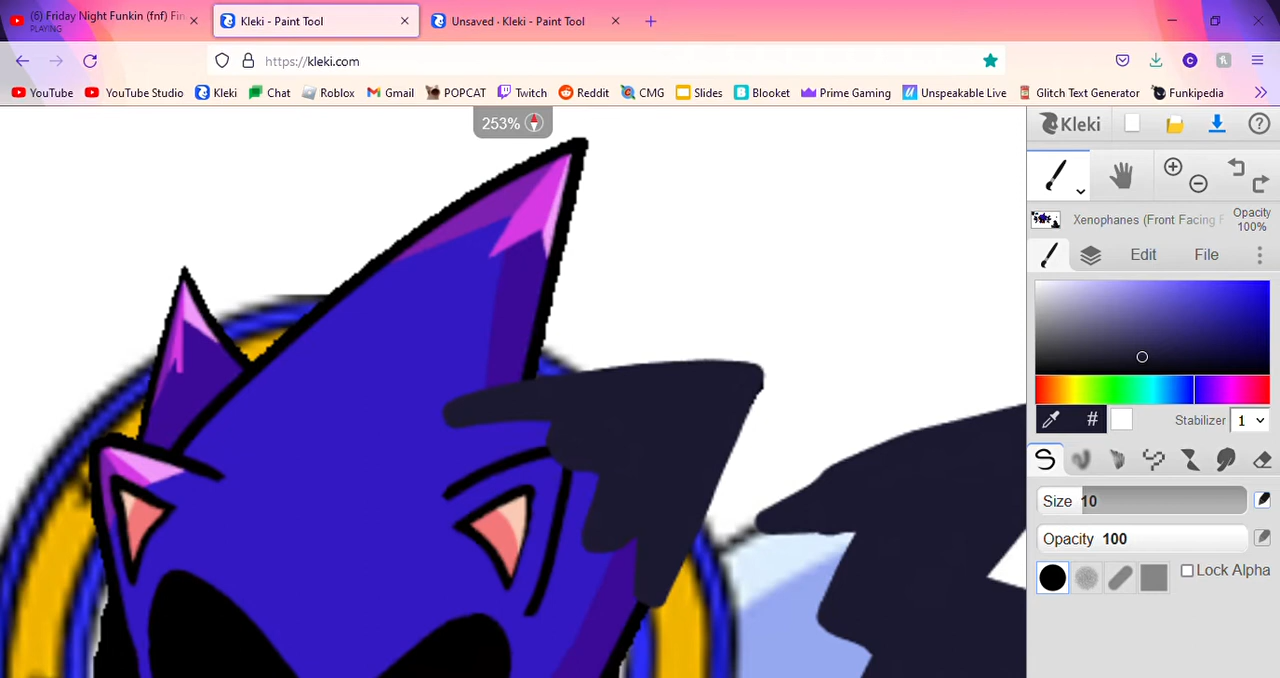 (6) Friday Night Funkin (fnf) Fin
PLAYING
Kleki - Paint Tool
Unsaved · Kleki - Paint Tool
https://kleki.com
YouTube YouTube Studio Kleki Chat Roblox Gmail POPCAT Twitch Reddit CMG Slides Blooket Prime Gaming Unspeakable Live Glitch Text Generator Funkipedia
253%
Kleki
Xenophanes (Front Facing F
Opacity
100%
Edit File
# Stabilizer 1
Size 10
Opacity 100
Lock Alpha